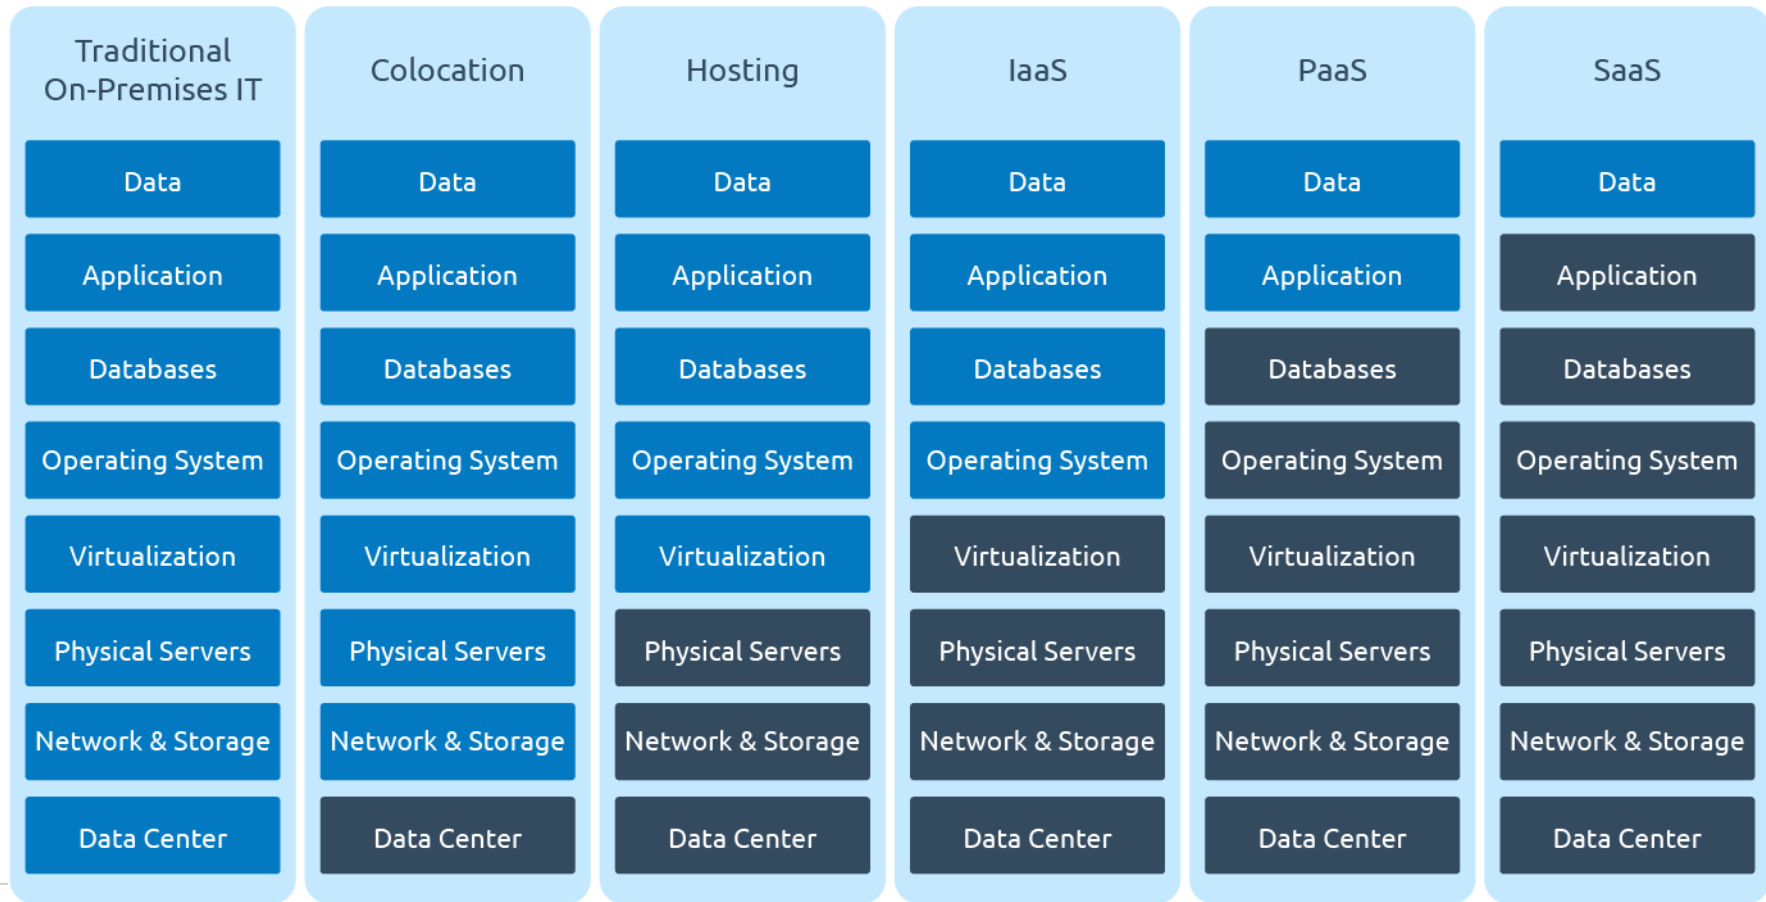 Traditional
On-Premises IT
Data
Application
Databases
Operating System
Virtualization
Physical Servers
Network & Storage
Data Center
Colocation
Data
Application
Databases
Operating System
Virtualization
Physical Servers
Network & Storage
Data Center
Hosting
Data
Application
Databases
Operating System
Virtualization
Physical Servers
Network & Storage
Data Center
IaaS
Data
Application
Databases
Operating System
Virtualization
Physical Servers
Network & Storage
Data Center
PaaS
Data
Application
Databases
Operating System
Virtualization
Physical Servers
Network & Storage
Data Center
SaaS
Data
Application
Databases
Operating System
Virtualization
Physical Servers
Network & Storage
Data Center